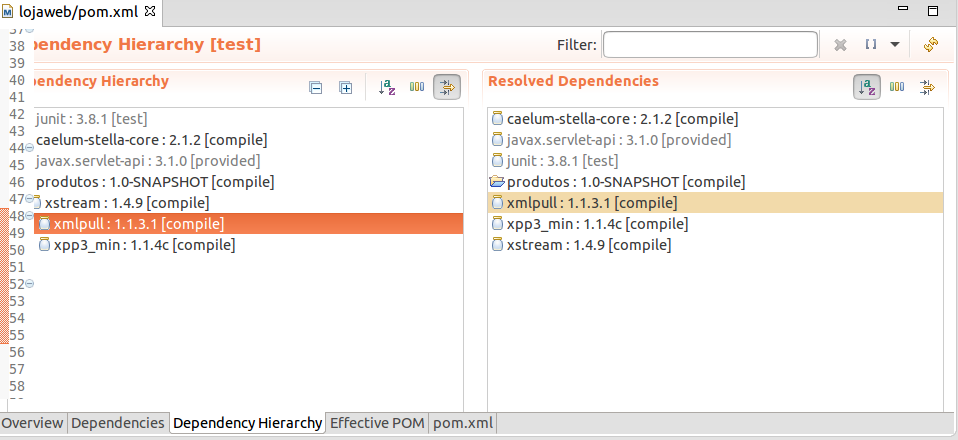 lojaweb/pom.xml
pendency Hierarchy [test]
Filter:
pendency Hierarchy
junit : 3.8.1 [test]
caelum-stella-core : 2.1.2 [compile]
javax.servlet-api : 3.1.0 [provided]
produtos : 1.0-SNAPSHOT [compile]
xstream : 1.4.9 [compile]
xmlpull : 1.1.3.1 [compile]
xpp3_min : 1.1.4c [compile]
Resolved Dependencies
caelum-stella-core : 2.1.2 [compile]
javax.servlet-api : 3.1.0 [provided]
junit : 3.8.1 [test]
produtos : 1.0-SNAPSHOT [compile]
xmlpull : 1.1.3.1 [compile]
xpp3_min : 1.1.4c [compile]
xstream : 1.4.9 [compile]
38
39
40
41
42
43
44
45
46
47
48
49
50
51
52
53
54
55
56
57
58
Overview Dependencies Dependency Hierarchy Effective POM pom.xml